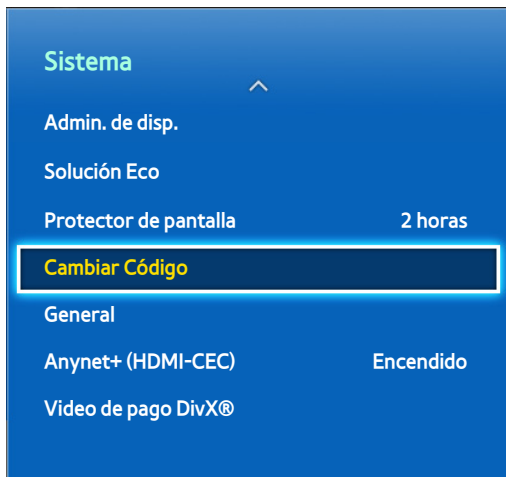 Sistema
Admin. de disp.
Solución Eco
Protector de pantalla 2 horas
Cambiar Código
General
Anynet+ (HDMI-CEC) Encendido
Video de pago DivX®